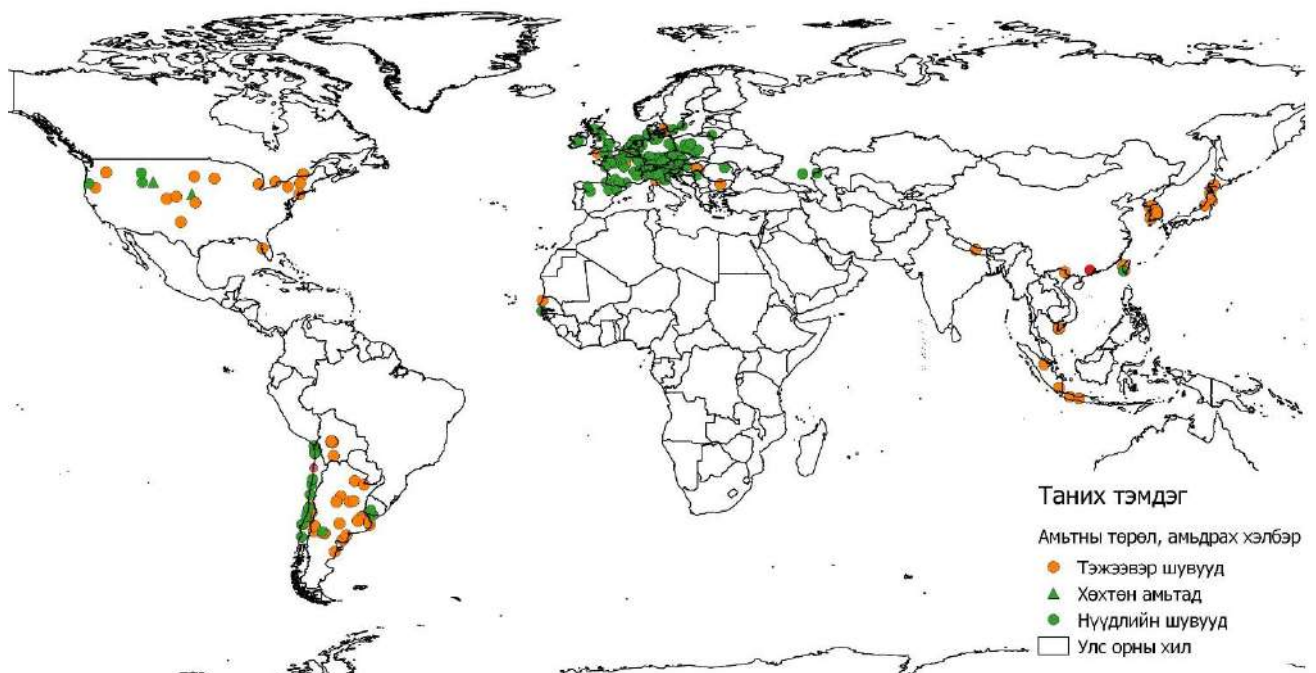 Таних тэмдэг
Амьтны төрөл, амьдрах хэлбэр
Тэжээвэр шувууд
Хөхтөн амьтад
Нүүдлийн шувууд
Улс орны хил